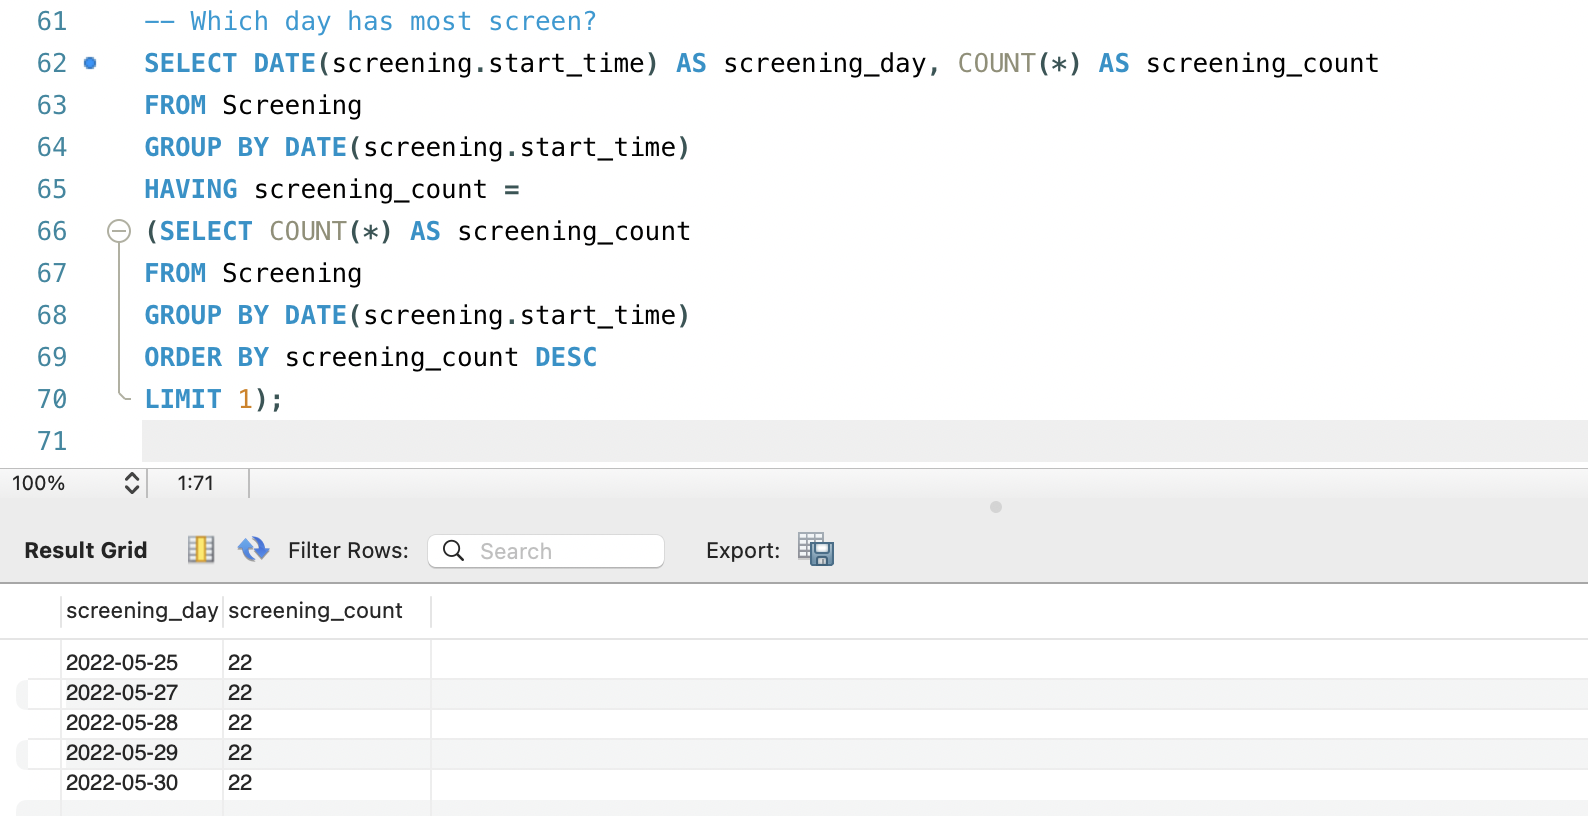 61 -- Which day has most screen?
62 SELECT DATE(screening.start_time) AS screening_day, COUNT(*) AS screening_count
63 FROM Screening
64 GROUP BY DATE(screening.start_time)
65 HAVING screening_count =
66 (SELECT COUNT(*) AS screening_count
67 FROM Screening
68 GROUP BY DATE(screening.start_time)
69 ORDER BY screening_count DESC
70 LIMIT 1);
71
100% 1:71
Result Grid Filter Rows: Search Export:
screening_day screening_count
2022-05-25 22
2022-05-27 22
2022-05-28 22
2022-05-29 22
2022-05-30 22